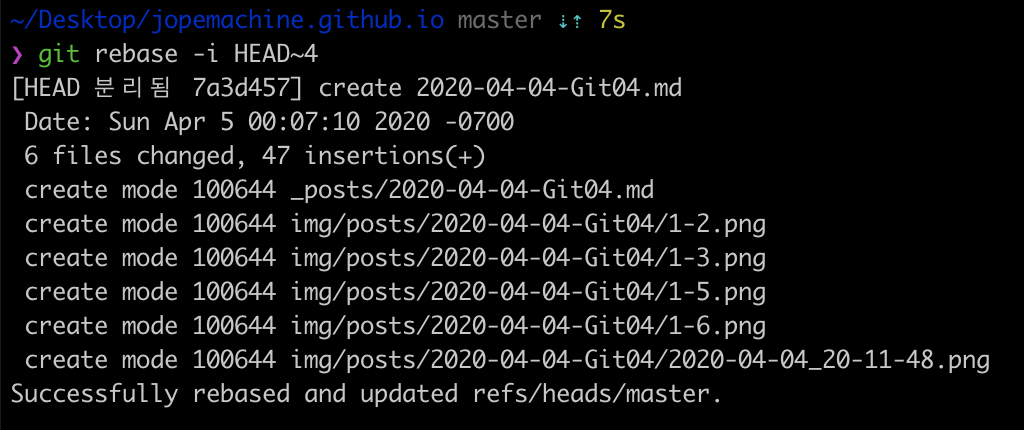 ~/Desktop/jopemachine.github.io master ⇣⇡ 7s
❯ git rebase -i HEAD~4
[HEAD 분리됨 7a3d457] create 2020-04-04-Git04.md
 Date: Sun Apr 5 00:07:10 2020 -0700
 6 files changed, 47 insertions(+)
 create mode 100644 _posts/2020-04-04-Git04.md
 create mode 100644 img/posts/2020-04-04-Git04/1-2.png
 create mode 100644 img/posts/2020-04-04-Git04/1-3.png
 create mode 100644 img/posts/2020-04-04-Git04/1-5.png
 create mode 100644 img/posts/2020-04-04-Git04/1-6.png
 create mode 100644 img/posts/2020-04-04-Git04/2020-04-04_20-11-48.png
Successfully rebased and updated refs/heads/master.